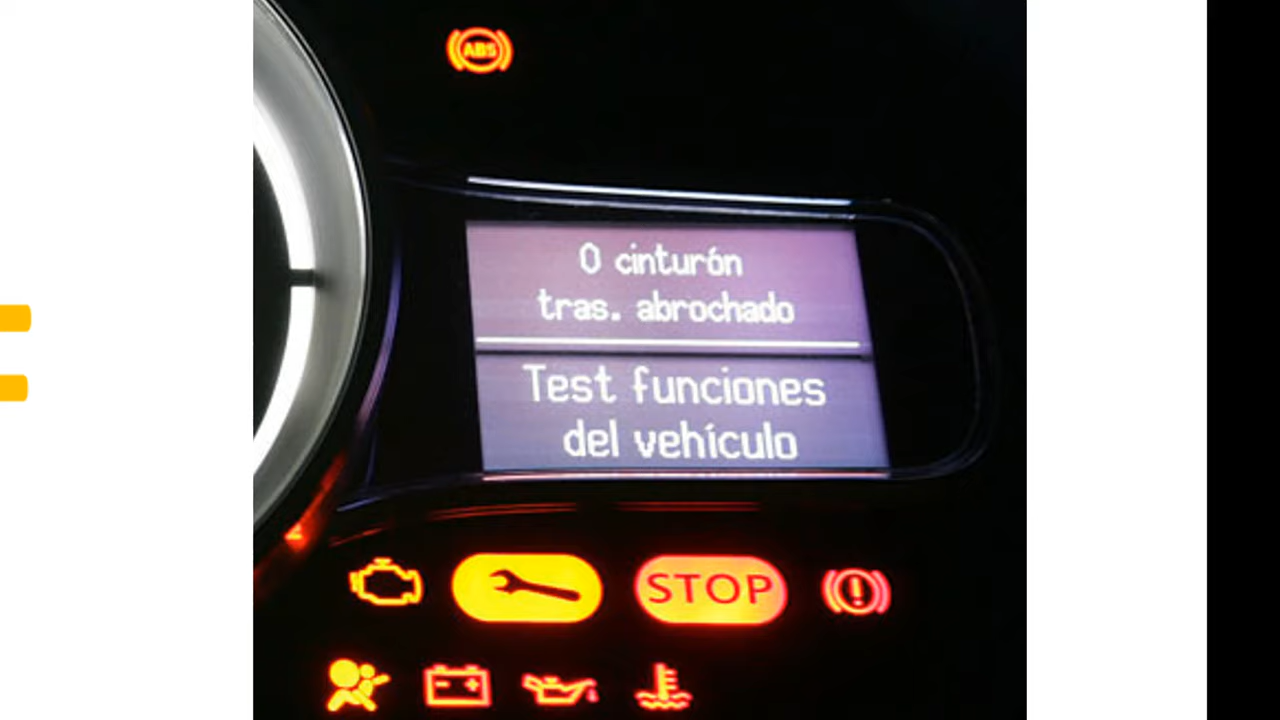 ABS
0 cinturón
tras. abrochado
Test funciones
del vehículo
STOP